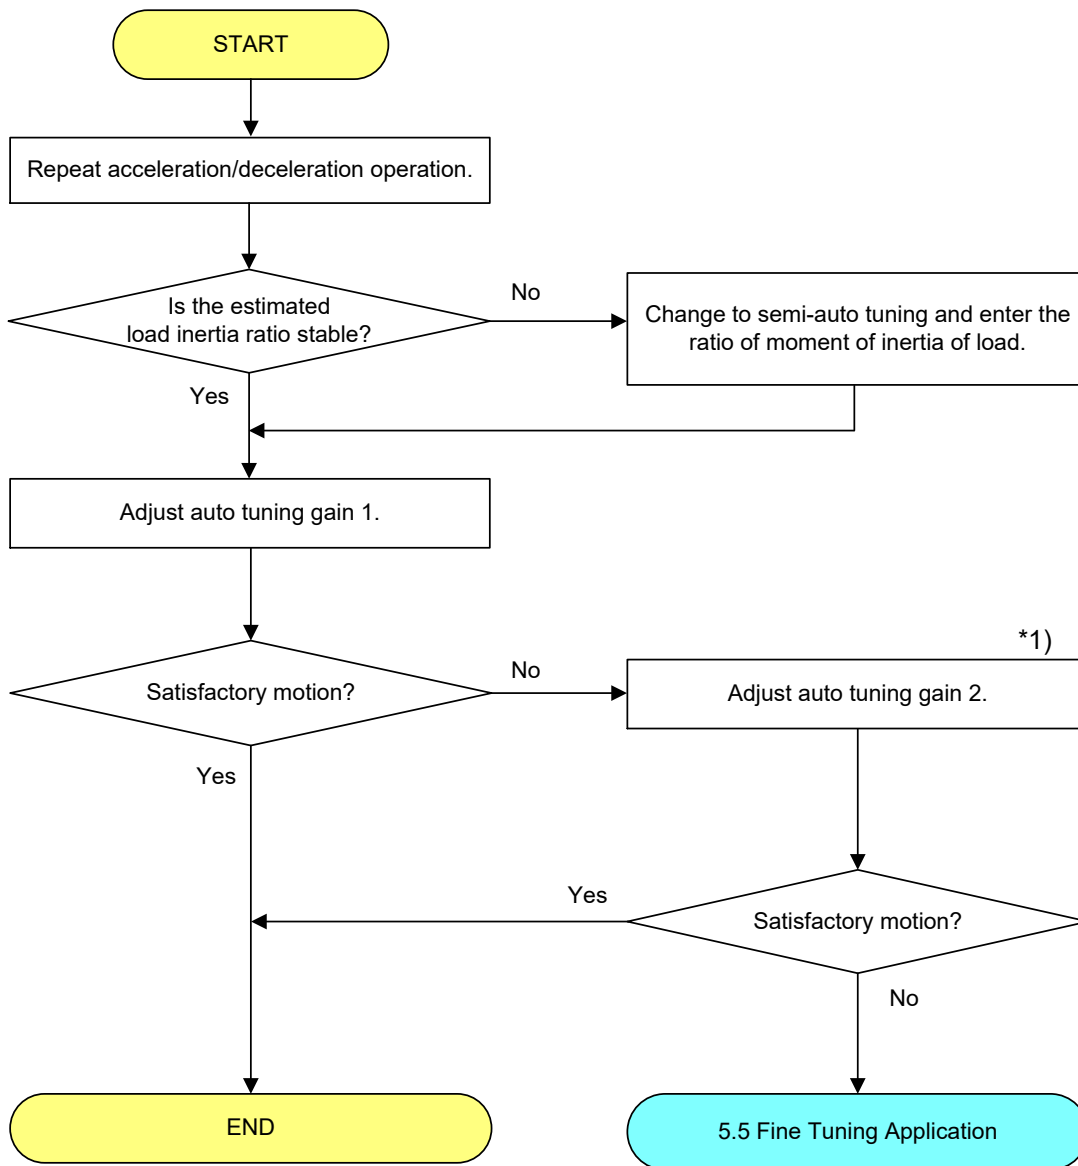 START
Repeat acceleration/deceleration operation.
Is the estimated
load inertia ratio stable?
No
Change to semi-auto tuning and enter the
ratio of moment of inertia of load.
Yes
Adjust auto tuning gain 1.
*1)
Satisfactory motion?
No
Adjust auto tuning gain 2.
Yes
Yes
Satisfactory motion?
No
END
5.5 Fine Tuning Application